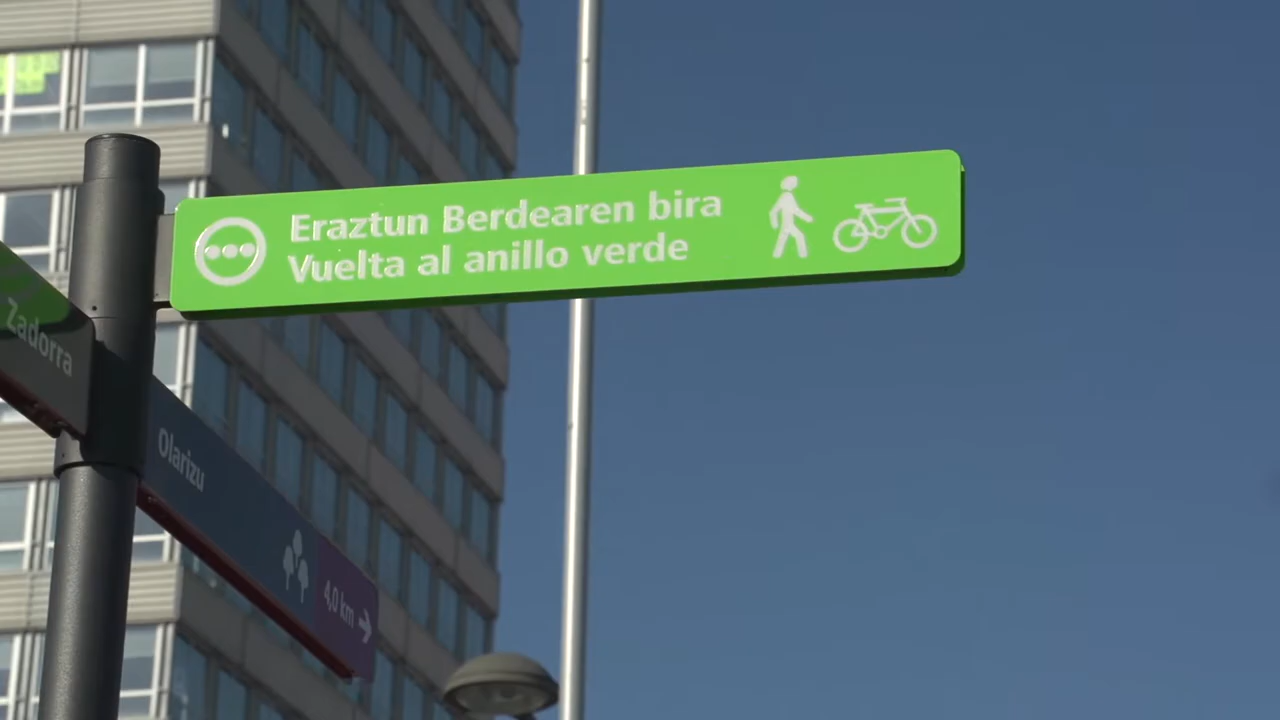 Eraztun Berdearen bira
Vuelta al anillo verde
Zadorra
Olarizu
4,0 km →